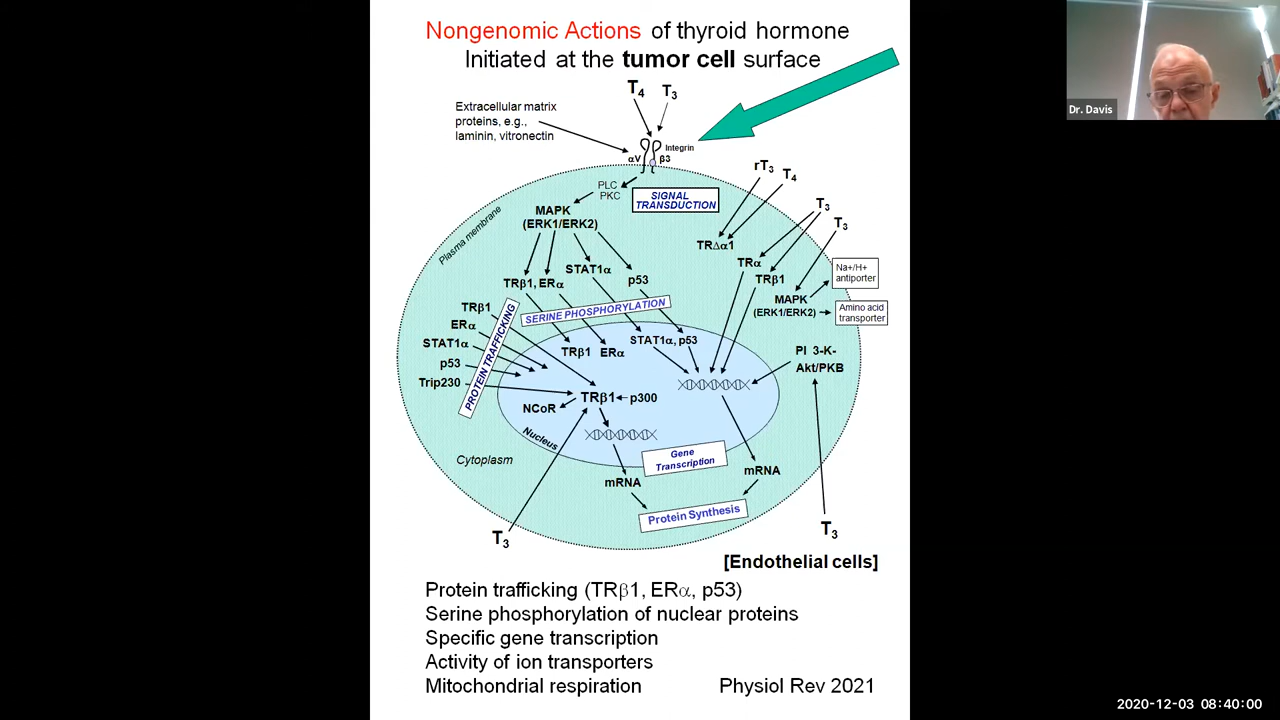 Nongenomic Actions of thyroid hormone
Initiated at the tumor cell surface
T4 T3
Extracellular matrix
proteins, e.g.,
laminin, vitronectin
Integrin
αV β3
PLC
PKC
SIGNAL
TRANSDUCTION
rT3 T4
T3
T3
Plasma membrane
MAPK
(ERK1/ERK2)
TRΔα1
TRα
TRβ1
Na+/H+
antiporter
MAPK
(ERK1/ERK2)
Amino acid
transporter
STAT1α
TRβ1, ERα
p53
SERINE PHOSPHORYLATION
TRβ1
ERα
STAT1α
p53
Trip230
PROTEIN TRAFFICKING
TRβ1 ERα
STAT1α, p53
PI 3-K-
Akt/PKB
TRβ1 p300
NCoR
Nucleus
Gene
Transcription
Cytoplasm
mRNA
mRNA
Protein Synthesis
T3
T3
[Endothelial cells]
Protein trafficking (TRβ1, ERα, p53)
Serine phosphorylation of nuclear proteins
Specific gene transcription
Activity of ion transporters
Mitochondrial respiration
Physiol Rev 2021
Dr. Davis
2020-12-03 08:40:00